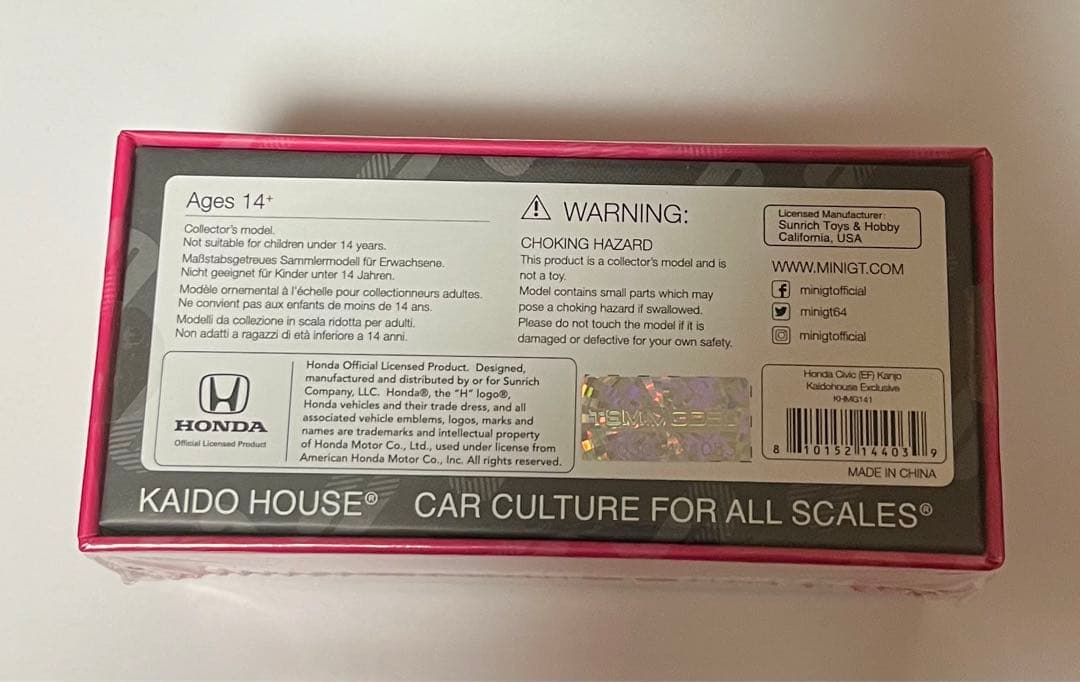 Ages 14+
Collector's model.
Not suitable for children under 14 years.
Maßstabsgetreues Sammlermodell für Erwachsene.
Nicht geeignet für Kinder unter 14 Jahren.
Modèle ornemental à l'échelle pour collectionneurs adultes.
Ne convient pas aux enfants de moins de 14 ans.
Modelli da collezione in scala ridotta per adulti.
Non adatti a ragazzi di età inferiore a 14 anni.
WARNING:
CHOKING HAZARD
This product is a collector's model and is
not a toy.
Model contains small parts which may
pose a choking hazard if swallowed.
Please do not touch the model if it is
damaged or defective for your own safety.
Licensed Manufacturer:
Sunrich Toys & Hobby
California, USA
WWW.MINIGT.COM
minigtofficial
minigt64
minigtofficial
HONDA
Official Licensed Product
Honda Official Licensed Product. Designed,
manufactured and distributed by or for Sunrich
Company, LLC. Honda®, the "H" logo®,
Honda vehicles and their trade dress, and all
associated vehicle emblems, logos, marks and
names are trademarks and intellectual property
of Honda Motor Co., Ltd., used under license from
American Honda Motor Co., Inc. All rights reserved.
Honda Civic (EF) Kanjo
Kaidohouse Exclusive
KHMG141
8 10152 14403 9
MADE IN CHINA
KAIDO HOUSE® CAR CULTURE FOR ALL SCALES®